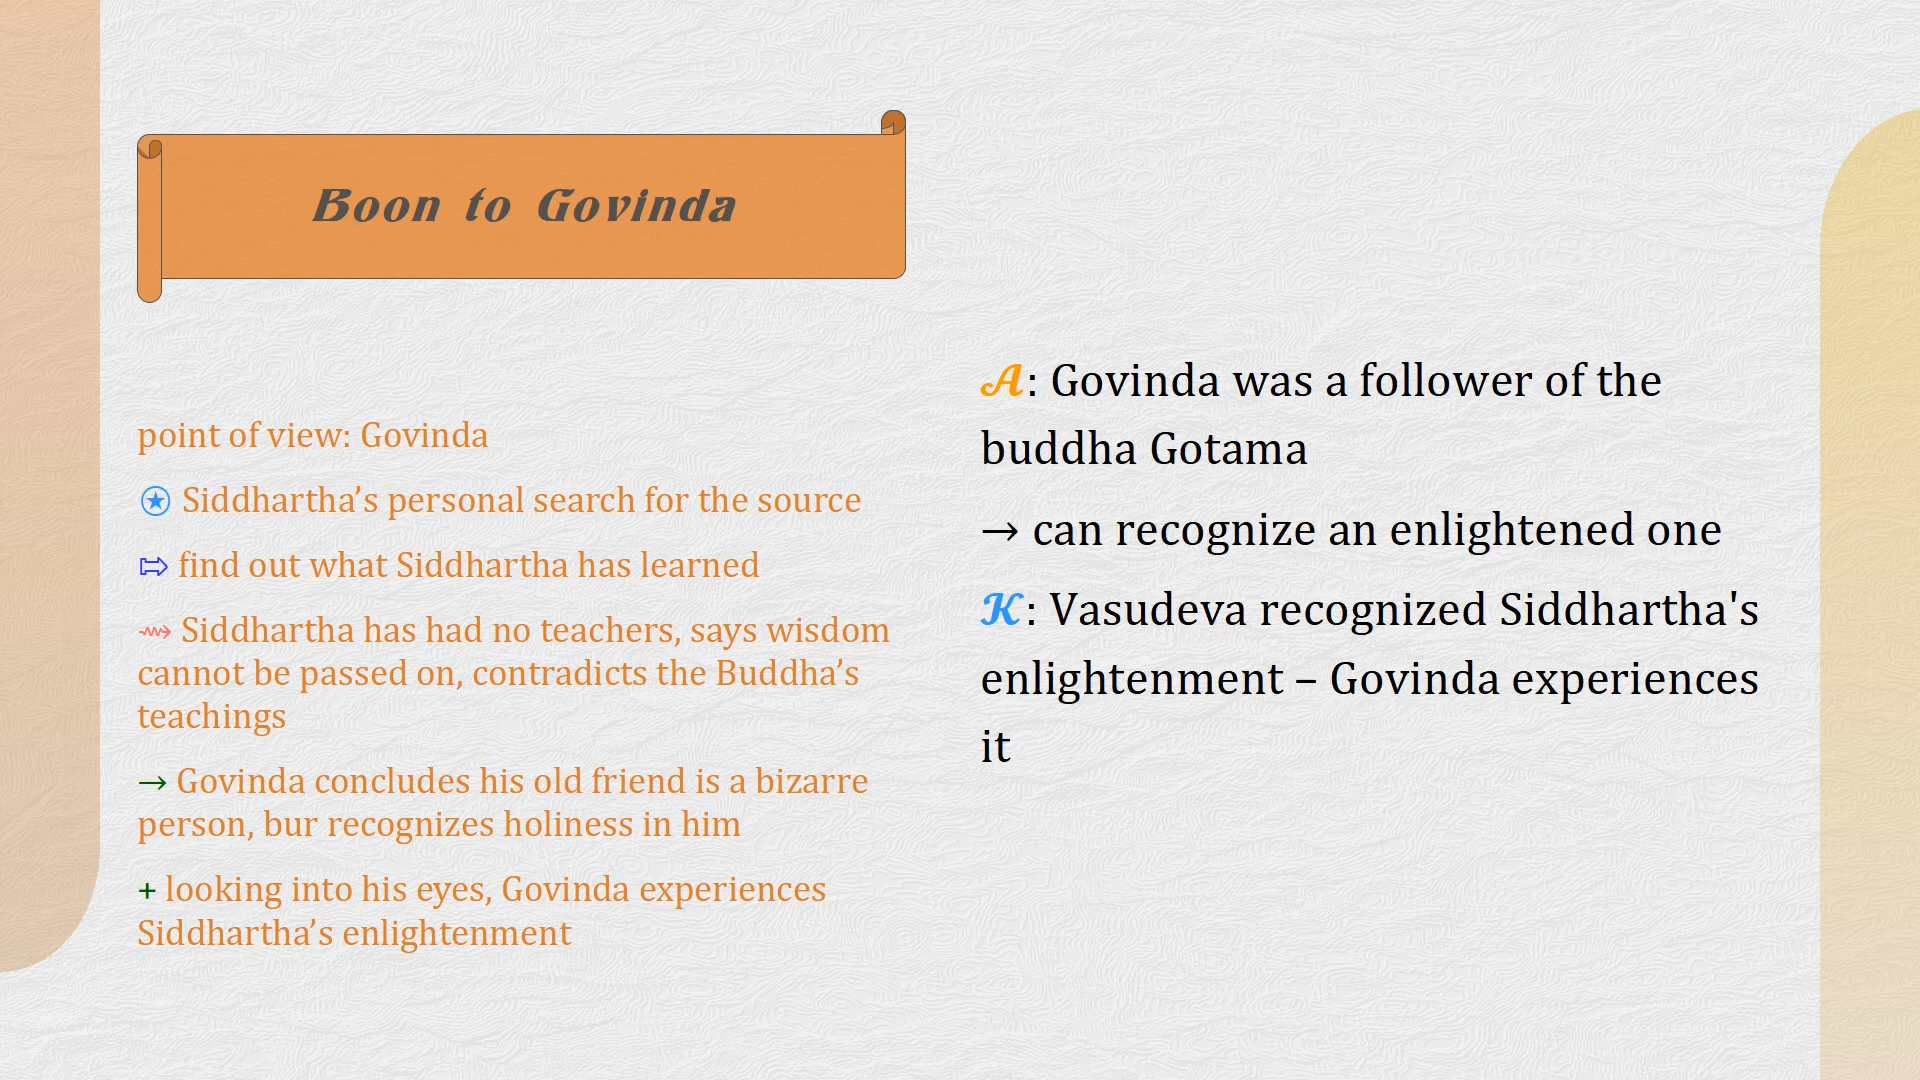 Boon to Govinda
point of view: Govinda
⍟ Siddhartha’s personal search for the source
⇰ find out what Siddhartha has learned
⇝ Siddhartha has had no teachers, says wisdom
cannot be passed on, contradicts the Buddha’s
teachings
→ Govinda concludes his old friend is a bizarre
person, bur recognizes holiness in him
+ looking into his eyes, Govinda experiences
Siddhartha’s enlightenment
𝓐: Govinda was a follower of the
buddha Gotama
→ can recognize an enlightened one
𝓚: Vasudeva recognized Siddhartha's
enlightenment – Govinda experiences
it